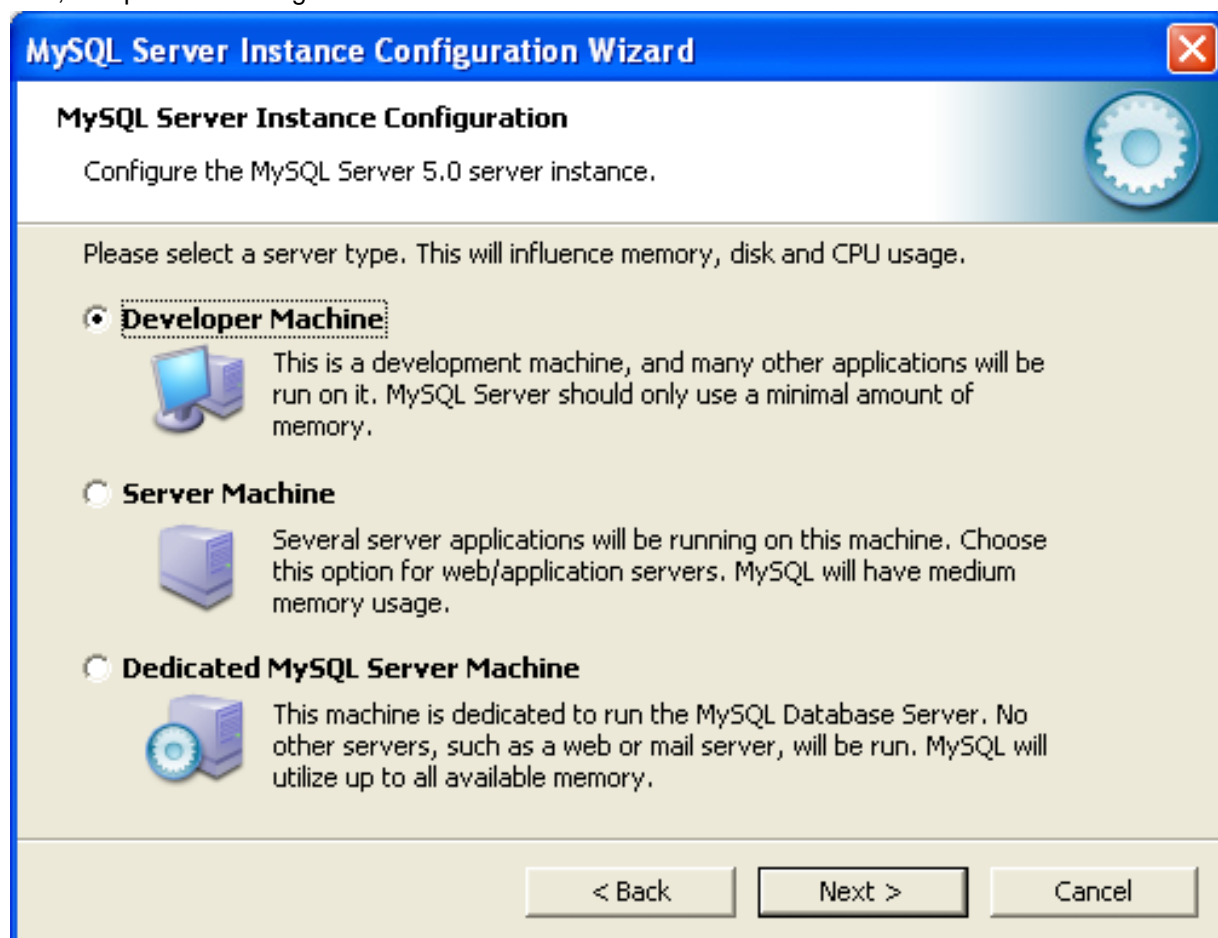 MySQL Server Instance Configuration Wizard
MySQL Server Instance Configuration
Configure the MySQL Server 5.0 server instance.
Please select a server type. This will influence memory, disk and CPU usage.
Developer Machine
This is a development machine, and many other applications will be
run on it. MySQL Server should only use a minimal amount of
memory.
Server Machine
Several server applications will be running on this machine. Choose
this option for web/application servers. MySQL will have medium
memory usage.
Dedicated MySQL Server Machine
This machine is dedicated to run the MySQL Database Server. No
other servers, such as a web or mail server, will be run. MySQL will
utilize up to all available memory.
< Back
Next >
Cancel